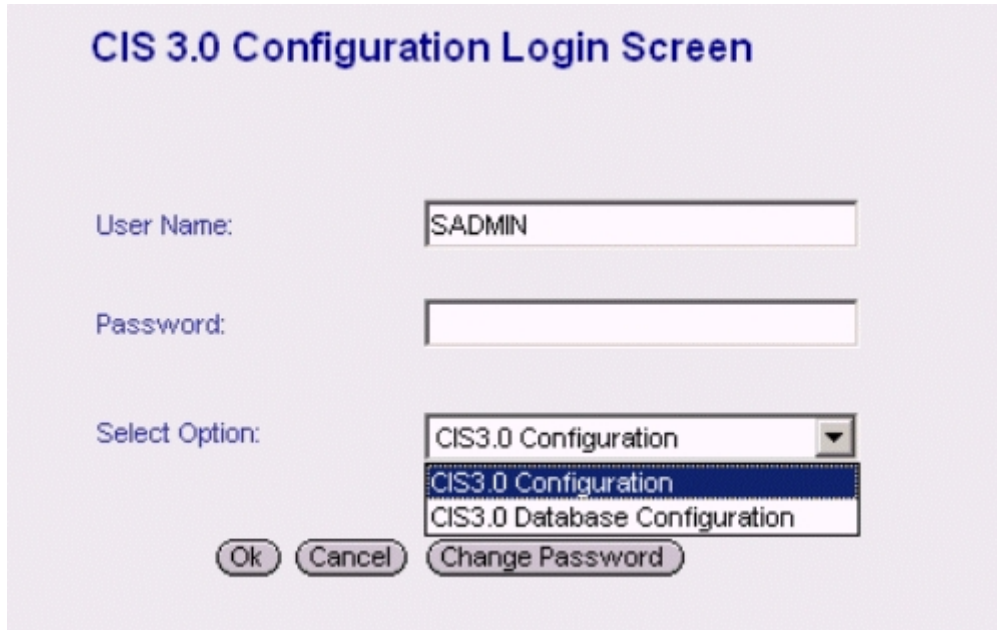 CIS 3.0 Configuration Login Screen
User Name: SADMIN
Password:
Select Option: CIS3.0 Configuration
CIS3.0 Configuration
CIS3.0 Database Configuration
Ok Cancel Change Password